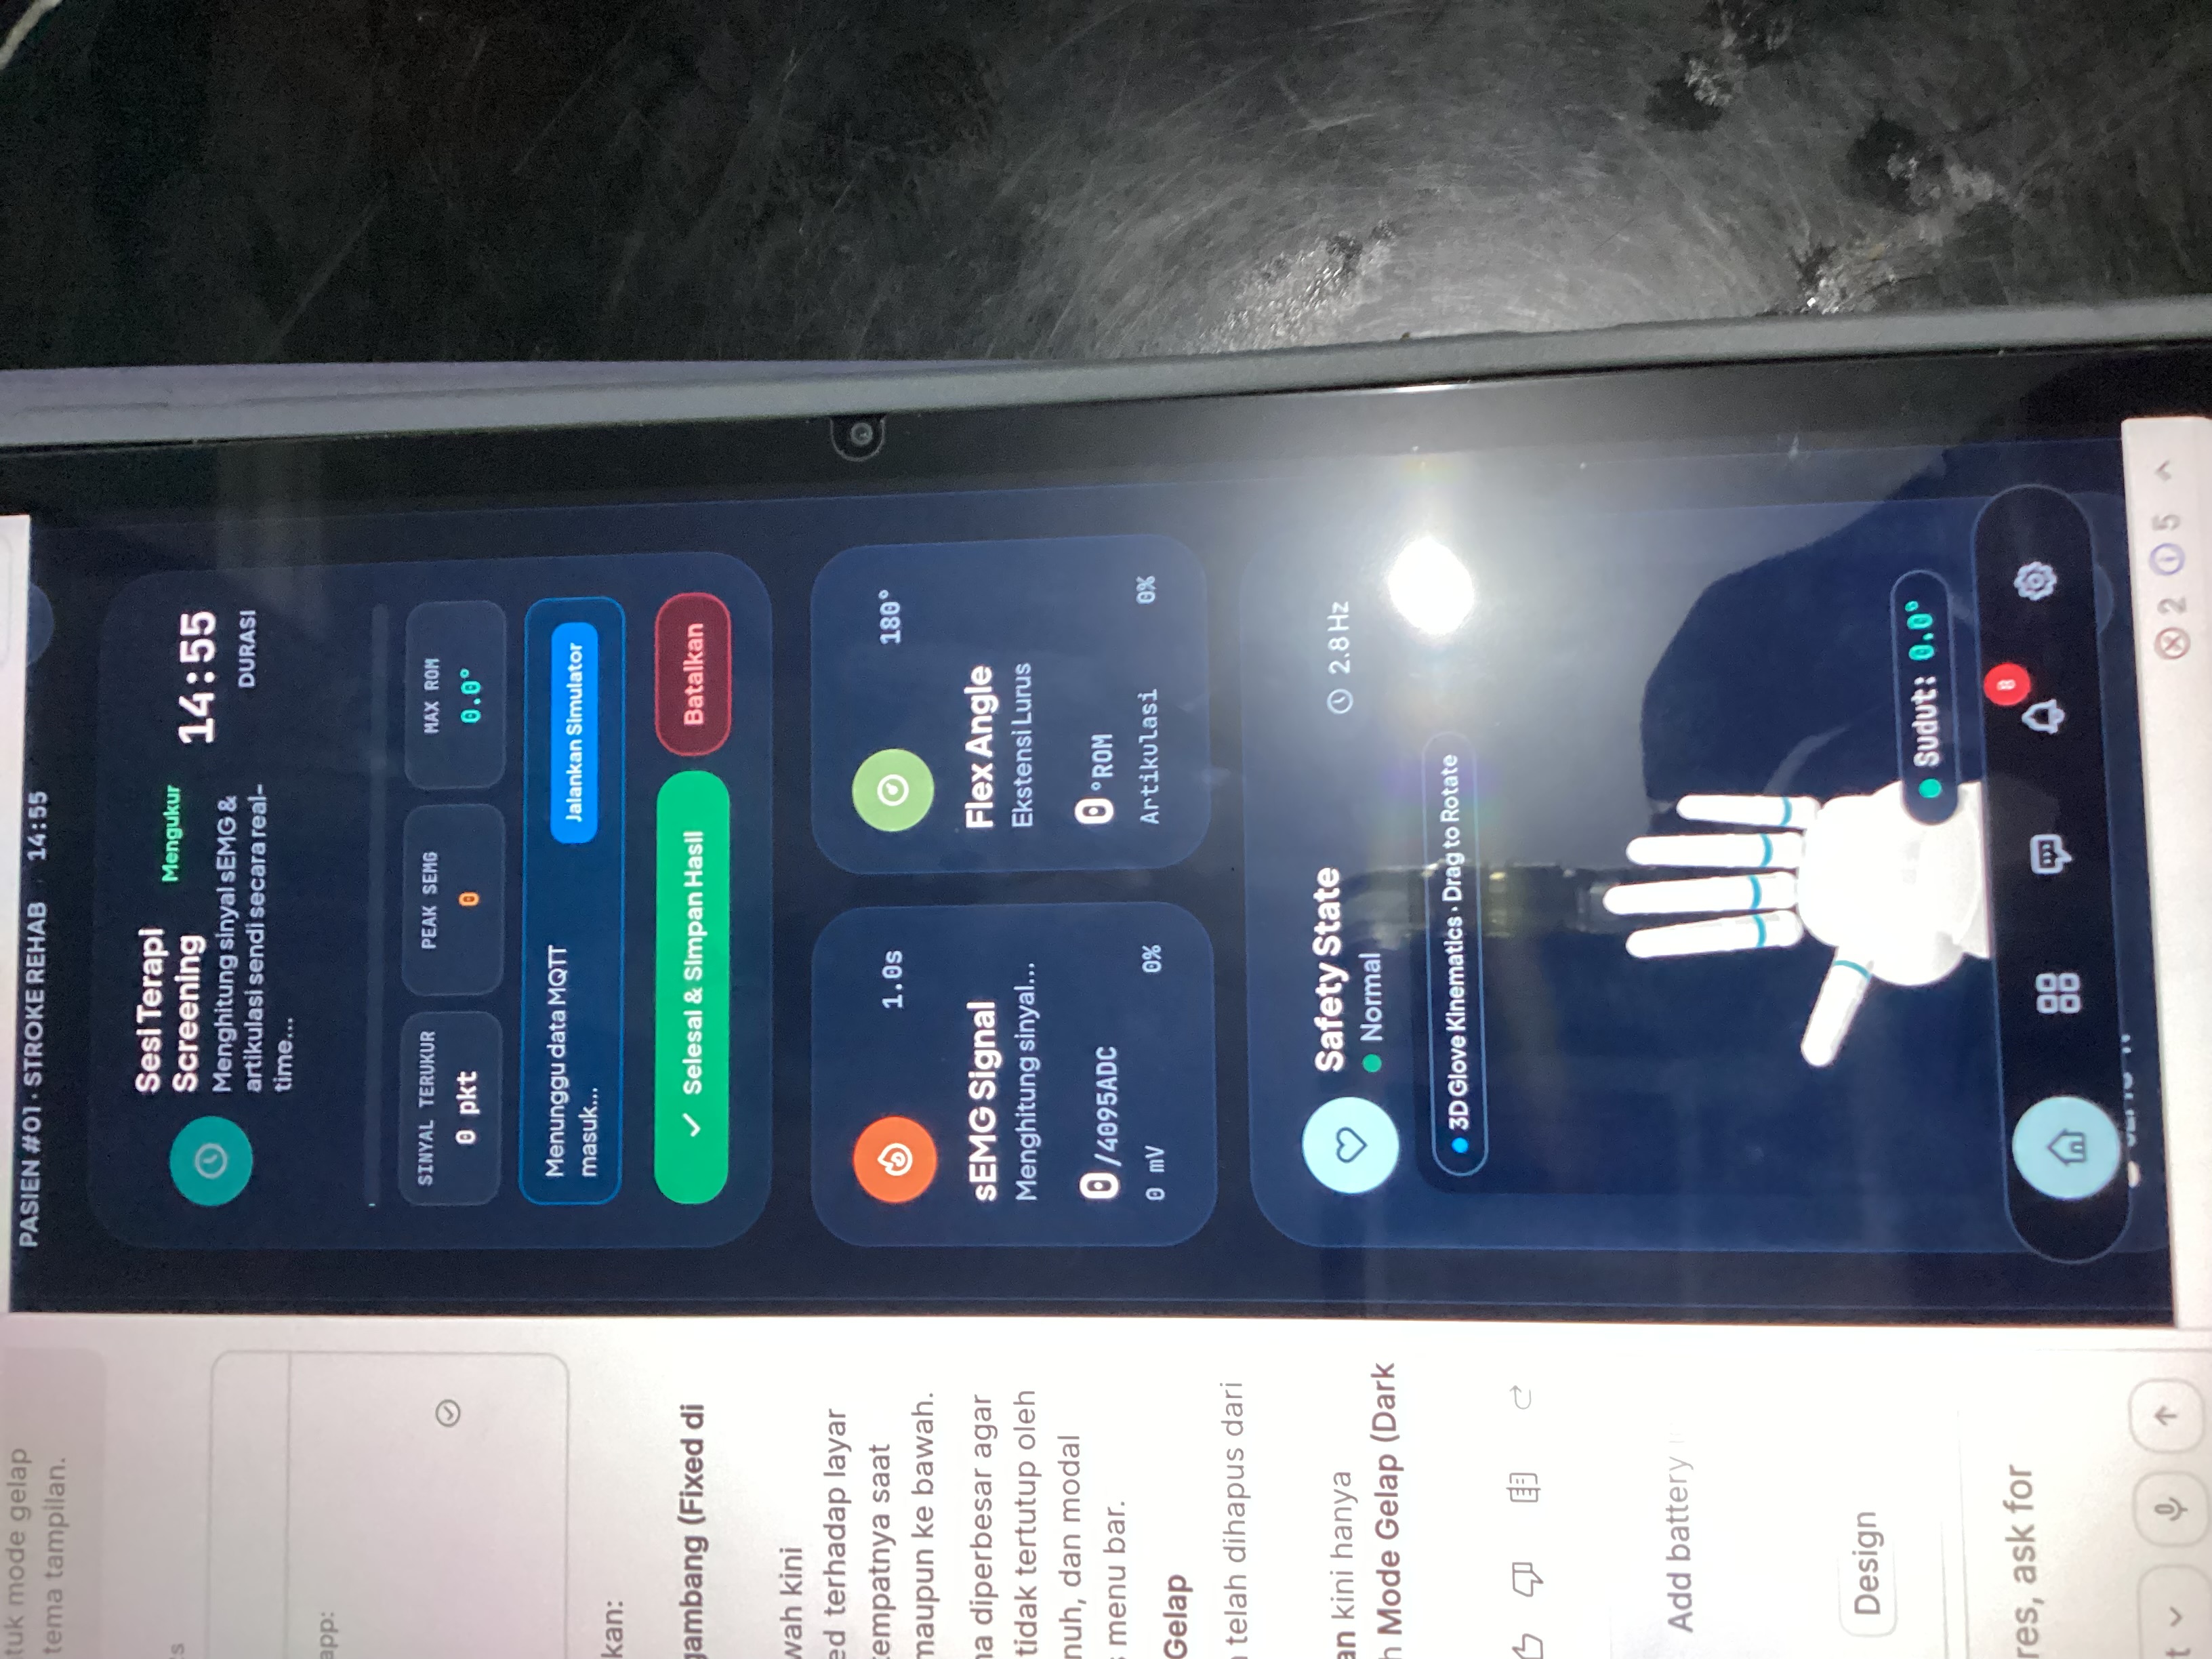 tuk mode gelap
tema tampilan.
app:
kan:
gambang (Fixed di
wah kini
ed terhadap layar
tempatnya saat
maupun ke bawah.
na diperbesar agar
tidak tertutup oleh
nuh, dan modal
s menu bar.
Gelap
n telah dihapus dari
an kini hanya
h Mode Gelap (Dark
Add battery
Design
res, ask for
t
PASIEN #01 · STROKE REHAB · 14:55
Sesi Terapi
Screening
Mengukur
Menghitung sinyal sEMG &
artikulasi sendi secara real-
time...
14:55
DURASI
SINYAL TERUKUR
0 pkt
PEAK SEMG
0
MAX ROM
0.0°
Menunggu data MQTT
masuk...
Jalankan Simulator
Selesai & Simpan Hasil
Batalkan
1.0s
sEMG Signal
Menghitung sinyal...
0/4095ADC
0 mV 0%
180°
Flex Angle
Ekstensi Lurus
0°ROM
Artikulasi 0%
Safety State
Normal
2.8 Hz
3D Glove Kinematics · Drag to Rotate
Sudut: 0.0°
8
2 5